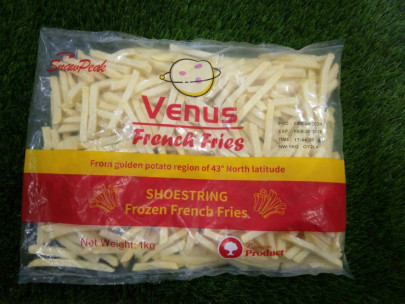 SnowPeak
Venus
French Fries
From golden potato region of 43° North latitude
SHOESTRING
Frozen French Fries.
Net Weight: 1kg
Product